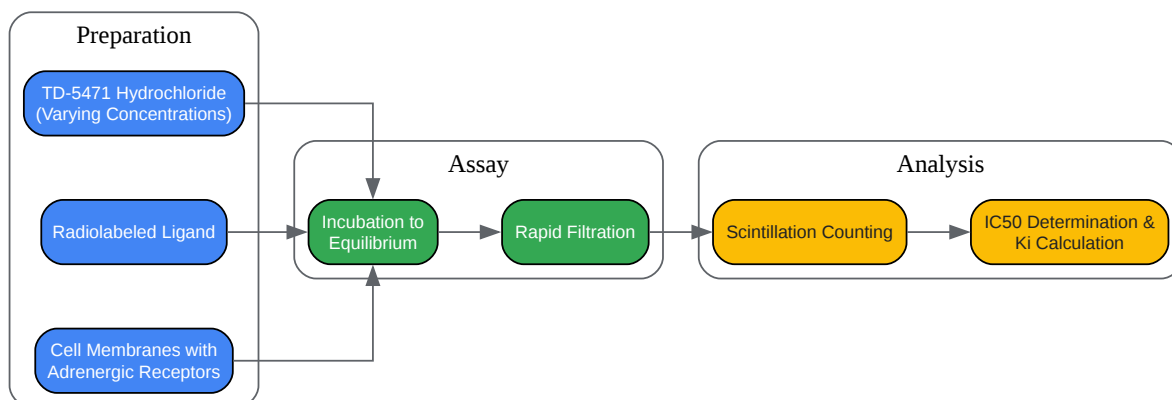 Preparation
TD-5471 Hydrochloride
(Varying Concentrations)
Radiolabeled Ligand
Cell Membranes with
Adrenergic Receptors
Assay
Incubation to
Equilibrium
Rapid Filtration
Analysis
Scintillation Counting
IC50 Determination &
Ki Calculation